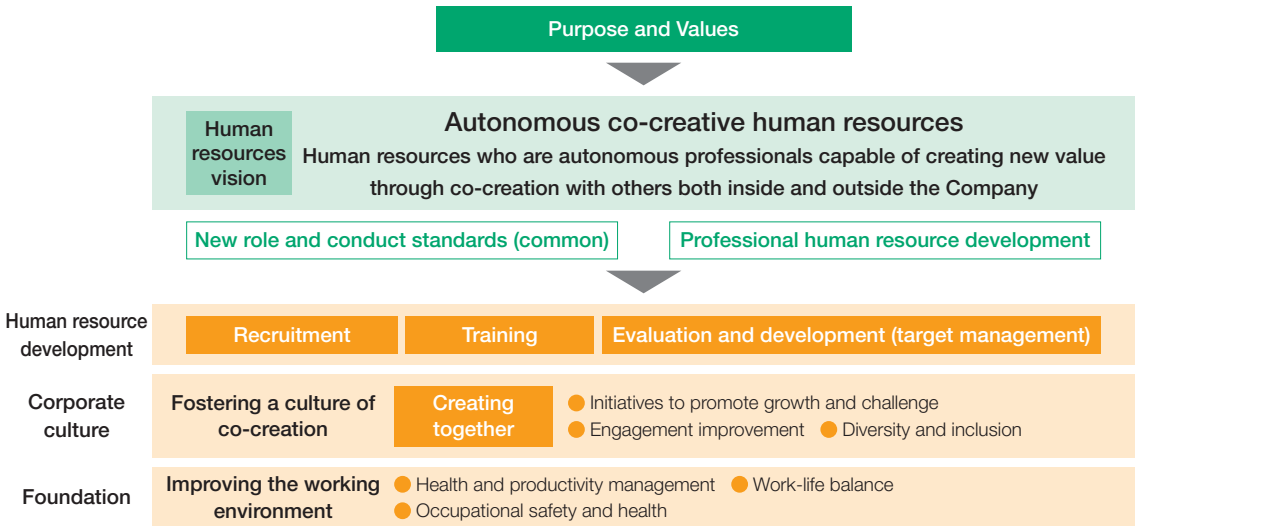 Purpose and Values
Human
resources
vision
Autonomous co-creative human resources
Human resources who are autonomous professionals capable of creating new value
through co-creation with others both inside and outside the Company
New role and conduct standards (common)
Professional human resource development
Human resource
development
Recruitment
Training
Evaluation and development (target management)
Corporate
culture
Fostering a culture of
co-creation
Creating
together
Initiatives to promote growth and challenge
Engagement improvement
Diversity and inclusion
Foundation
Improving the working
environment
Health and productivity management
Work-life balance
Occupational safety and health